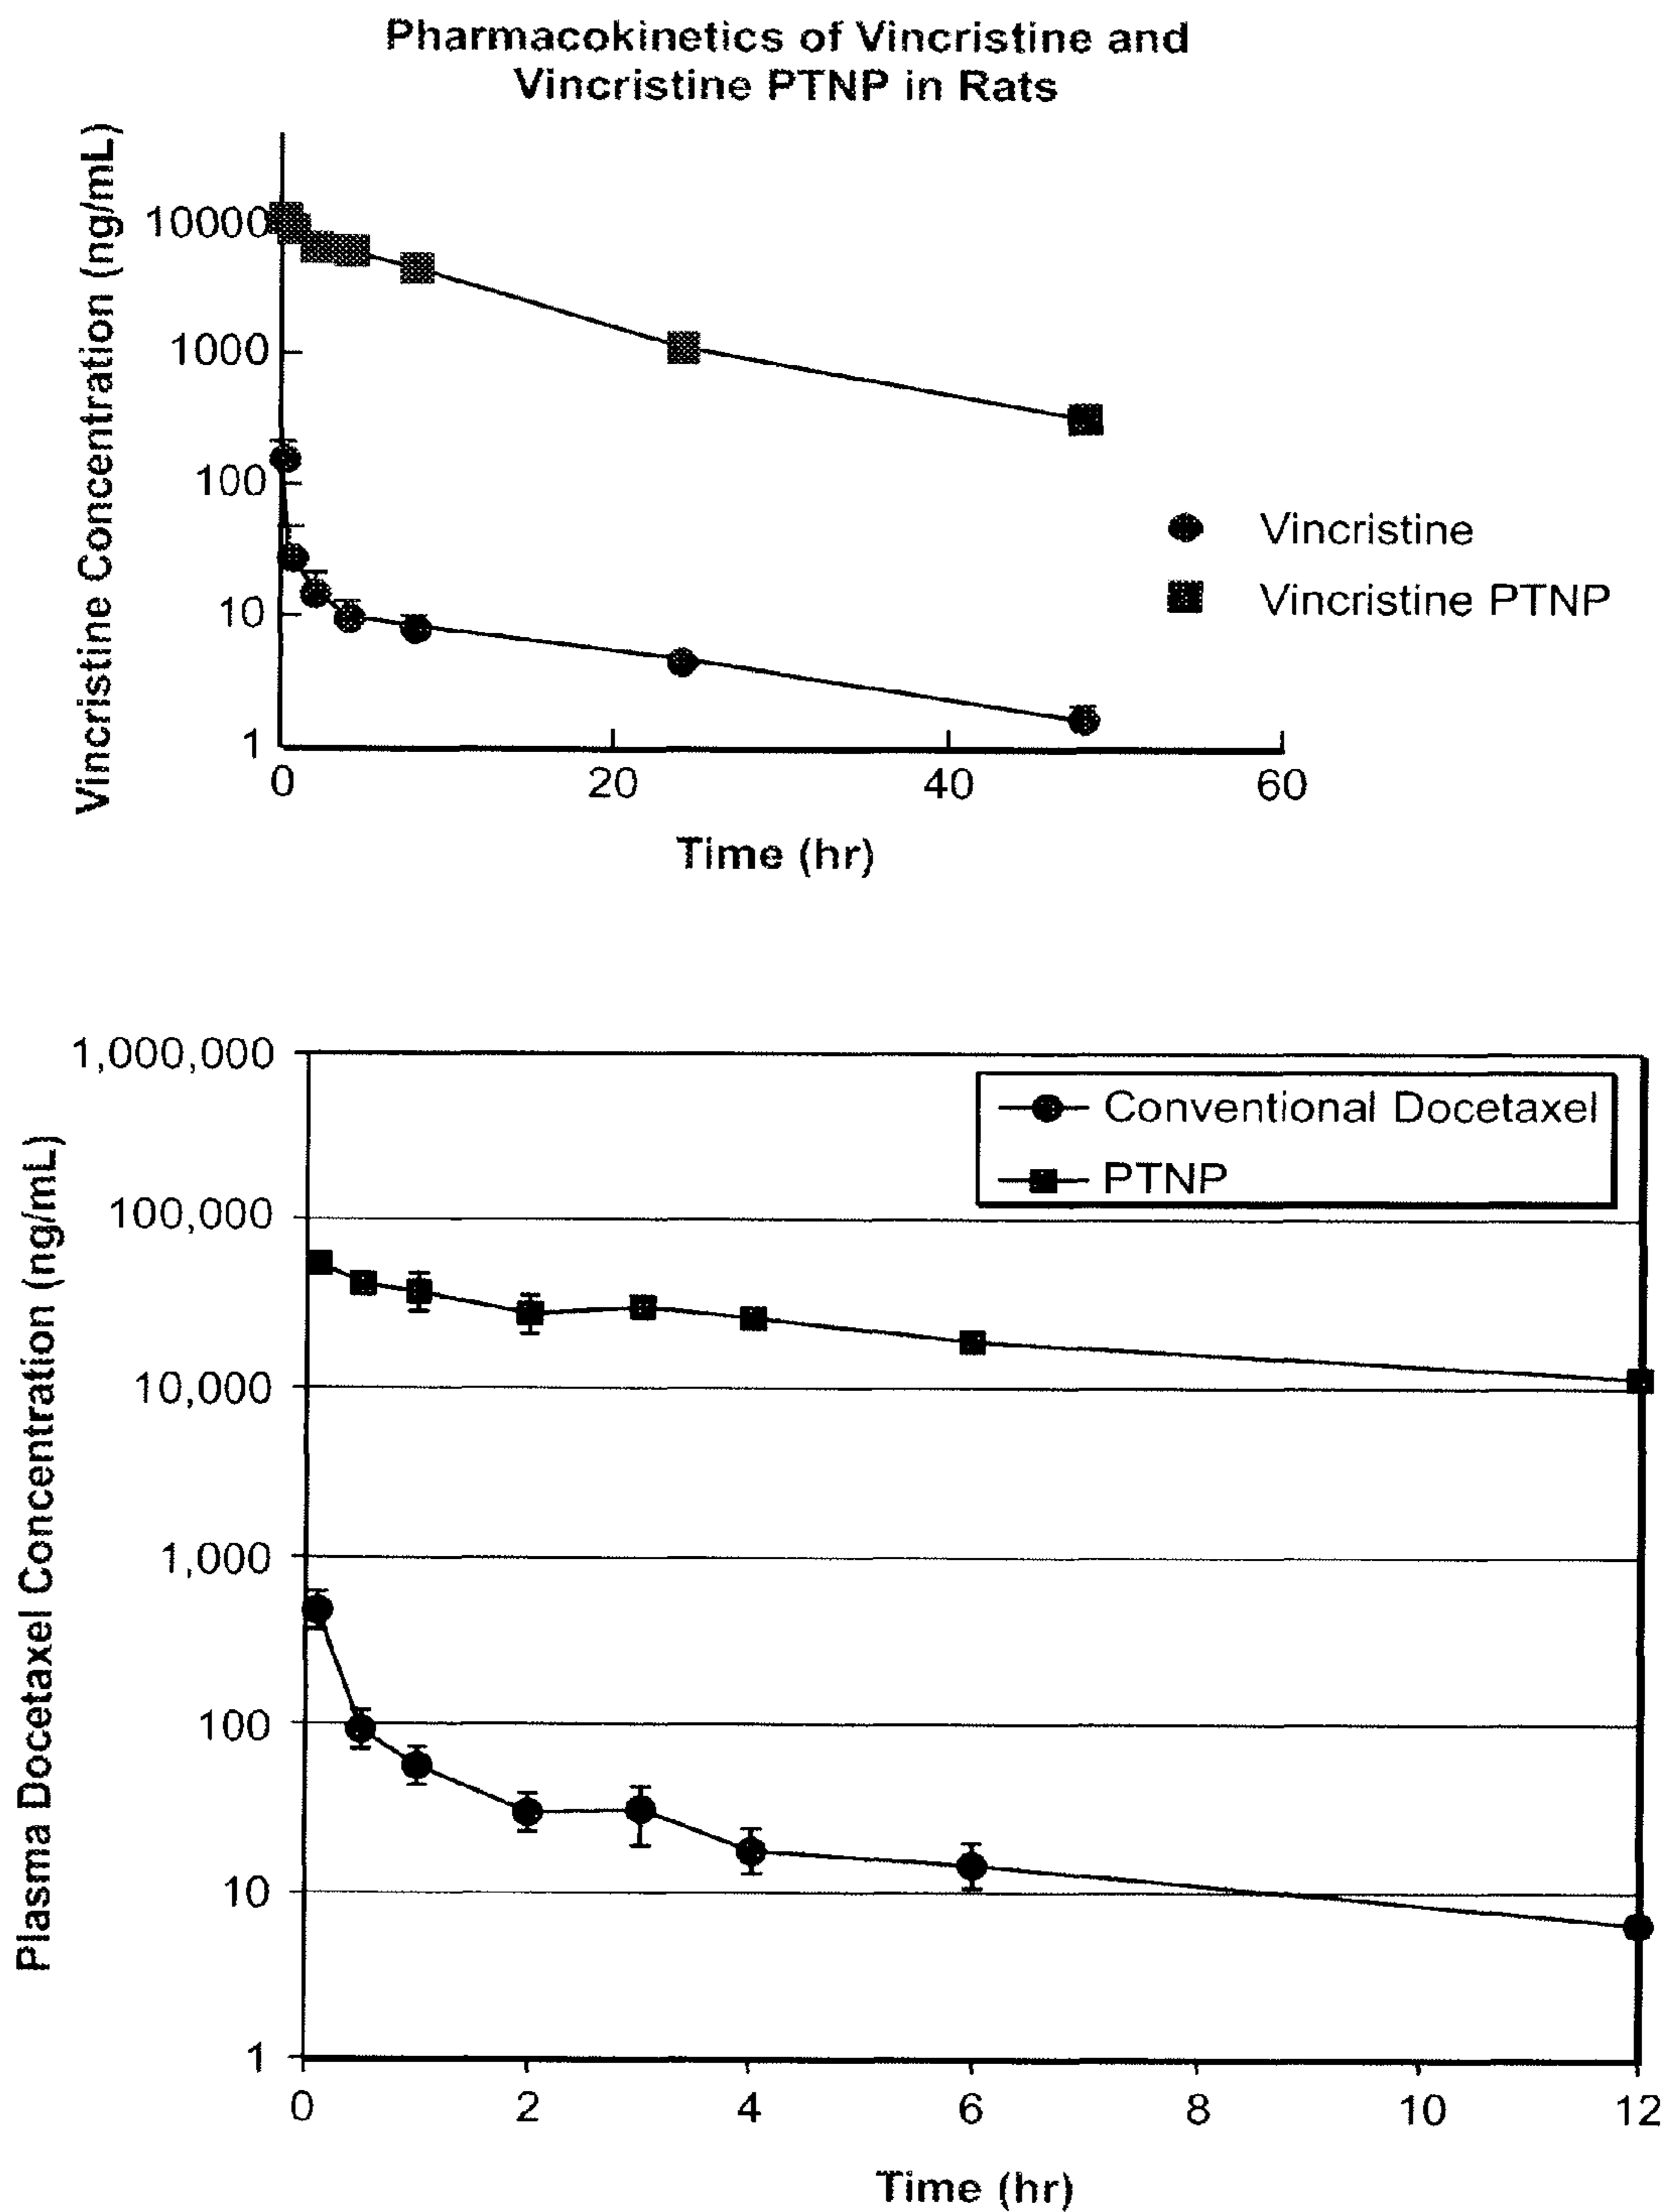 Pharmacokinetics of Vincristine and
Vincristine PTNP in Rats
Vincristine Concentration (ng/mL)
10000
1000
100
10
1
0
20
40
60
Time (hr)
Vincristine
Vincristine PTNP
Plasma Docetaxel Concentration (ng/mL)
1,000,000
100,000
10,000
1,000
100
10
1
0
2
4
6
8
10
12
Time (hr)
Conventional Docetaxel
PTNP